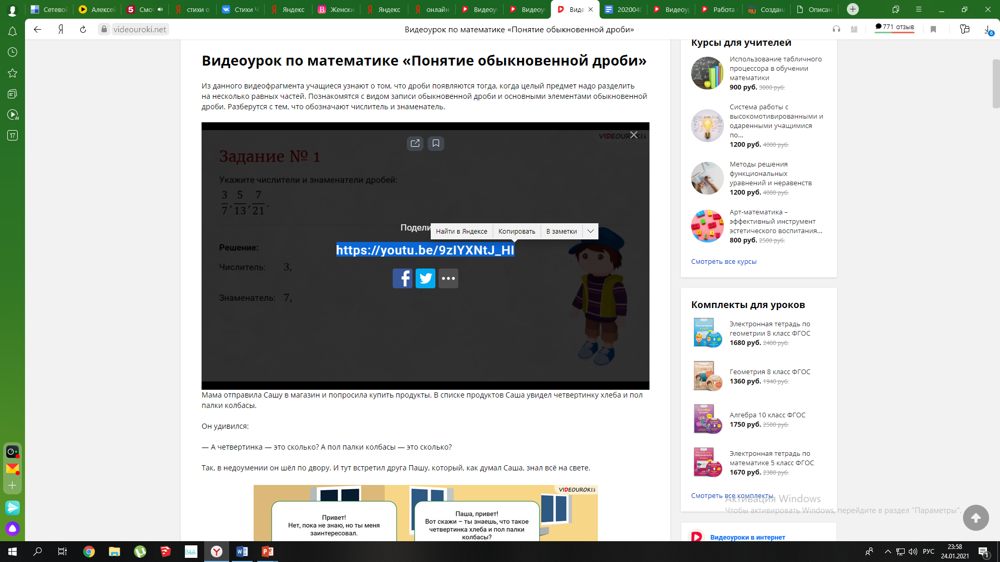 Сетевой
Алексей
Смот
стихи о
Стихи Ч
Яндекс
Женски
Яндекс
онлайн-
Видеоу
Видеоу
Виде
202004
Видеоу
Работа
Создан
Описан
videouroki.net
Видеоурок по математике «Понятие обыкновенной дроби»
771 отзыв
6
17
Видеоурок по математике «Понятие обыкновенной дроби»
Из данного видеофрагмента учащиеся узнают о том, что дроби появляются тогда, когда целый предмет надо разделить
на несколько равных частей. Познакомятся с видом записи обыкновенной дроби и основными элементами обыкновенной
дроби. Разберутся с тем, что обозначают числитель и знаменатель.
VIDEOUROKI
Задание № 1
Укажите числители и знаменатели дробей:
3/7, 5/13, 7/21.
Подели
Найти в Яндексе Копировать В заметки
https://youtu.be/9zIYXNtJ_HI
Решение:
Числитель: 3,
Знаменатель: 7,
Мама отправила Сашу в магазин и попросила купить продукты. В списке продуктов Саша увидел четвертинку хлеба и пол
палки колбасы.
Он удивился:
— А четвертинка — это сколько? А пол палки колбасы — это сколько?
Так, в недоумении он шёл по двору. И тут встретил друга Пашу, который, как думал Саша, знал всё на свете.
VIDEOUROKI
Привет!
Нет, пока не знаю, но ты меня
заинтересовал.
Паша, привет!
Вот скажи – ты знаешь, что такое
четвертинка хлеба и пол палки
колбасы?
Курсы для учителей
Использование табличного
процессора в обучении
математики
900 руб. 3000 руб.
Система работы с
высокомотивированными и
одаренными учащимися
по...
1200 руб. 4000 руб.
Методы решения
функциональных
уравнений и неравенств
1200 руб. 4000 руб.
Арт-математика –
эффективный инструмент
эстетического воспитания...
800 руб. 2500 руб.
Смотреть все курсы
Комплекты для уроков
Электронная тетрадь по
геометрии 8 класс ФГОС
1680 руб. 2400 руб.
Геометрия 8 класс ФГОС
1360 руб. 1940 руб.
Алгебра 10 класс ФГОС
1750 руб. 2500 руб.
Электронная тетрадь по
математике 5 класс ФГОС
1670 руб. 2380 руб.
Смотреть все комплекты
Активация Windows
Чтобы активировать Windows, перейдите в раздел "Параметры".
Видеоуроки в интернет
B4A
РУС
23:58
24.01.2021
1